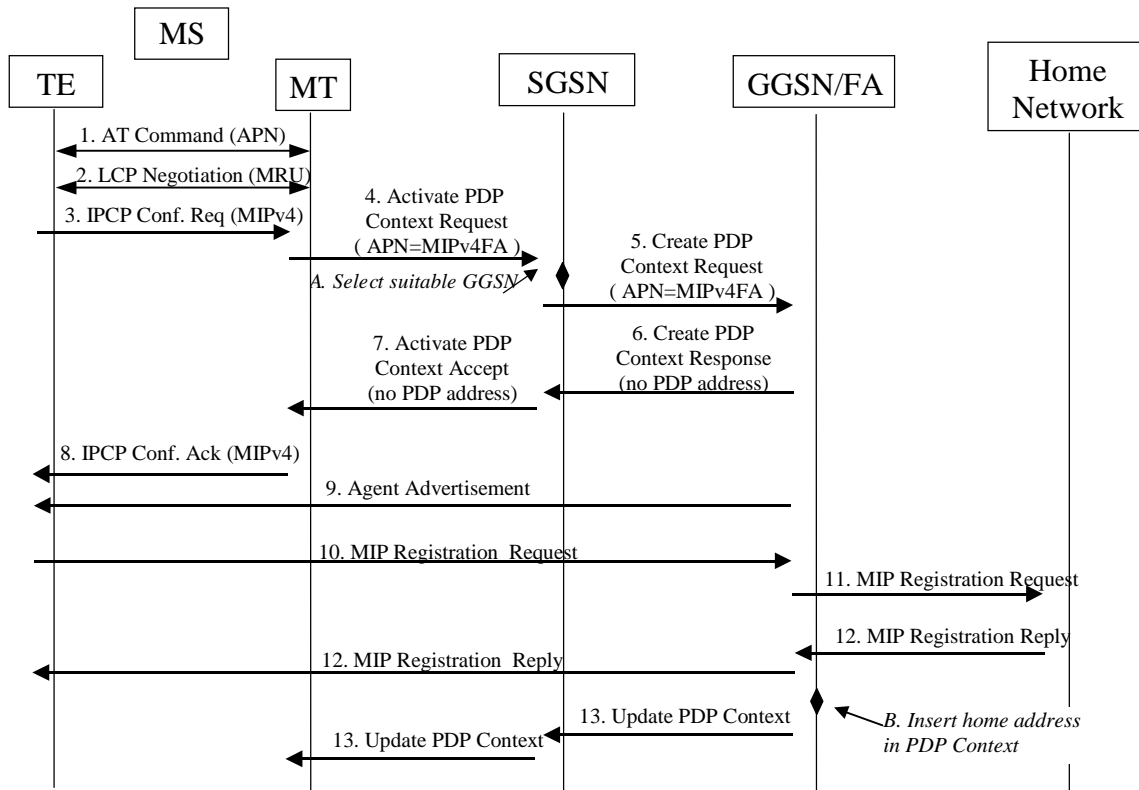 MS
TE
MT
SGSN
GGSN/FA
Home
Network
1. AT Command (APN)
2. LCP Negotiation (MRU)
3. IPCP Conf. Req (MIPv4)
4. Activate PDP
Context Request
( APN=MIPv4FA )
A. Select suitable GGSN
5. Create PDP
Context Request
( APN=MIPv4FA )
6. Create PDP
Context Response
(no PDP address)
7. Activate PDP
Context Accept
(no PDP address)
8. IPCP Conf. Ack (MIPv4)
9. Agent Advertisement
10. MIP Registration Request
11. MIP Registration Request
12. MIP Registration Reply
12. MIP Registration Reply
13. Update PDP Context
B. Insert home address
in PDP Context
13. Update PDP Context